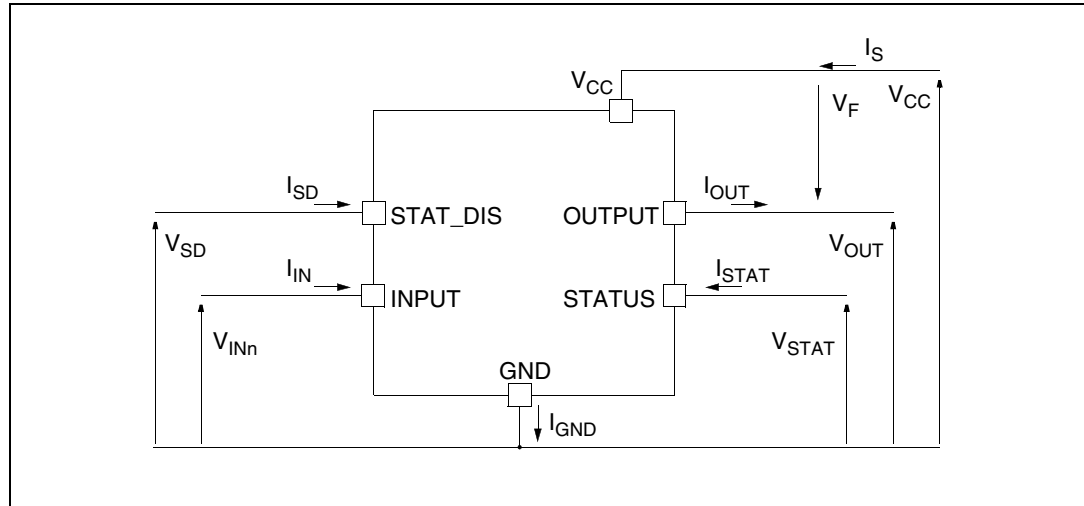 I_S
V_CC
V_F
V_CC
I_SD
I_OUT
STAT_DIS
OUTPUT
V_SD
V_OUT
I_IN
I_STAT
INPUT
STATUS
V_INn
V_STAT
GND
I_GND